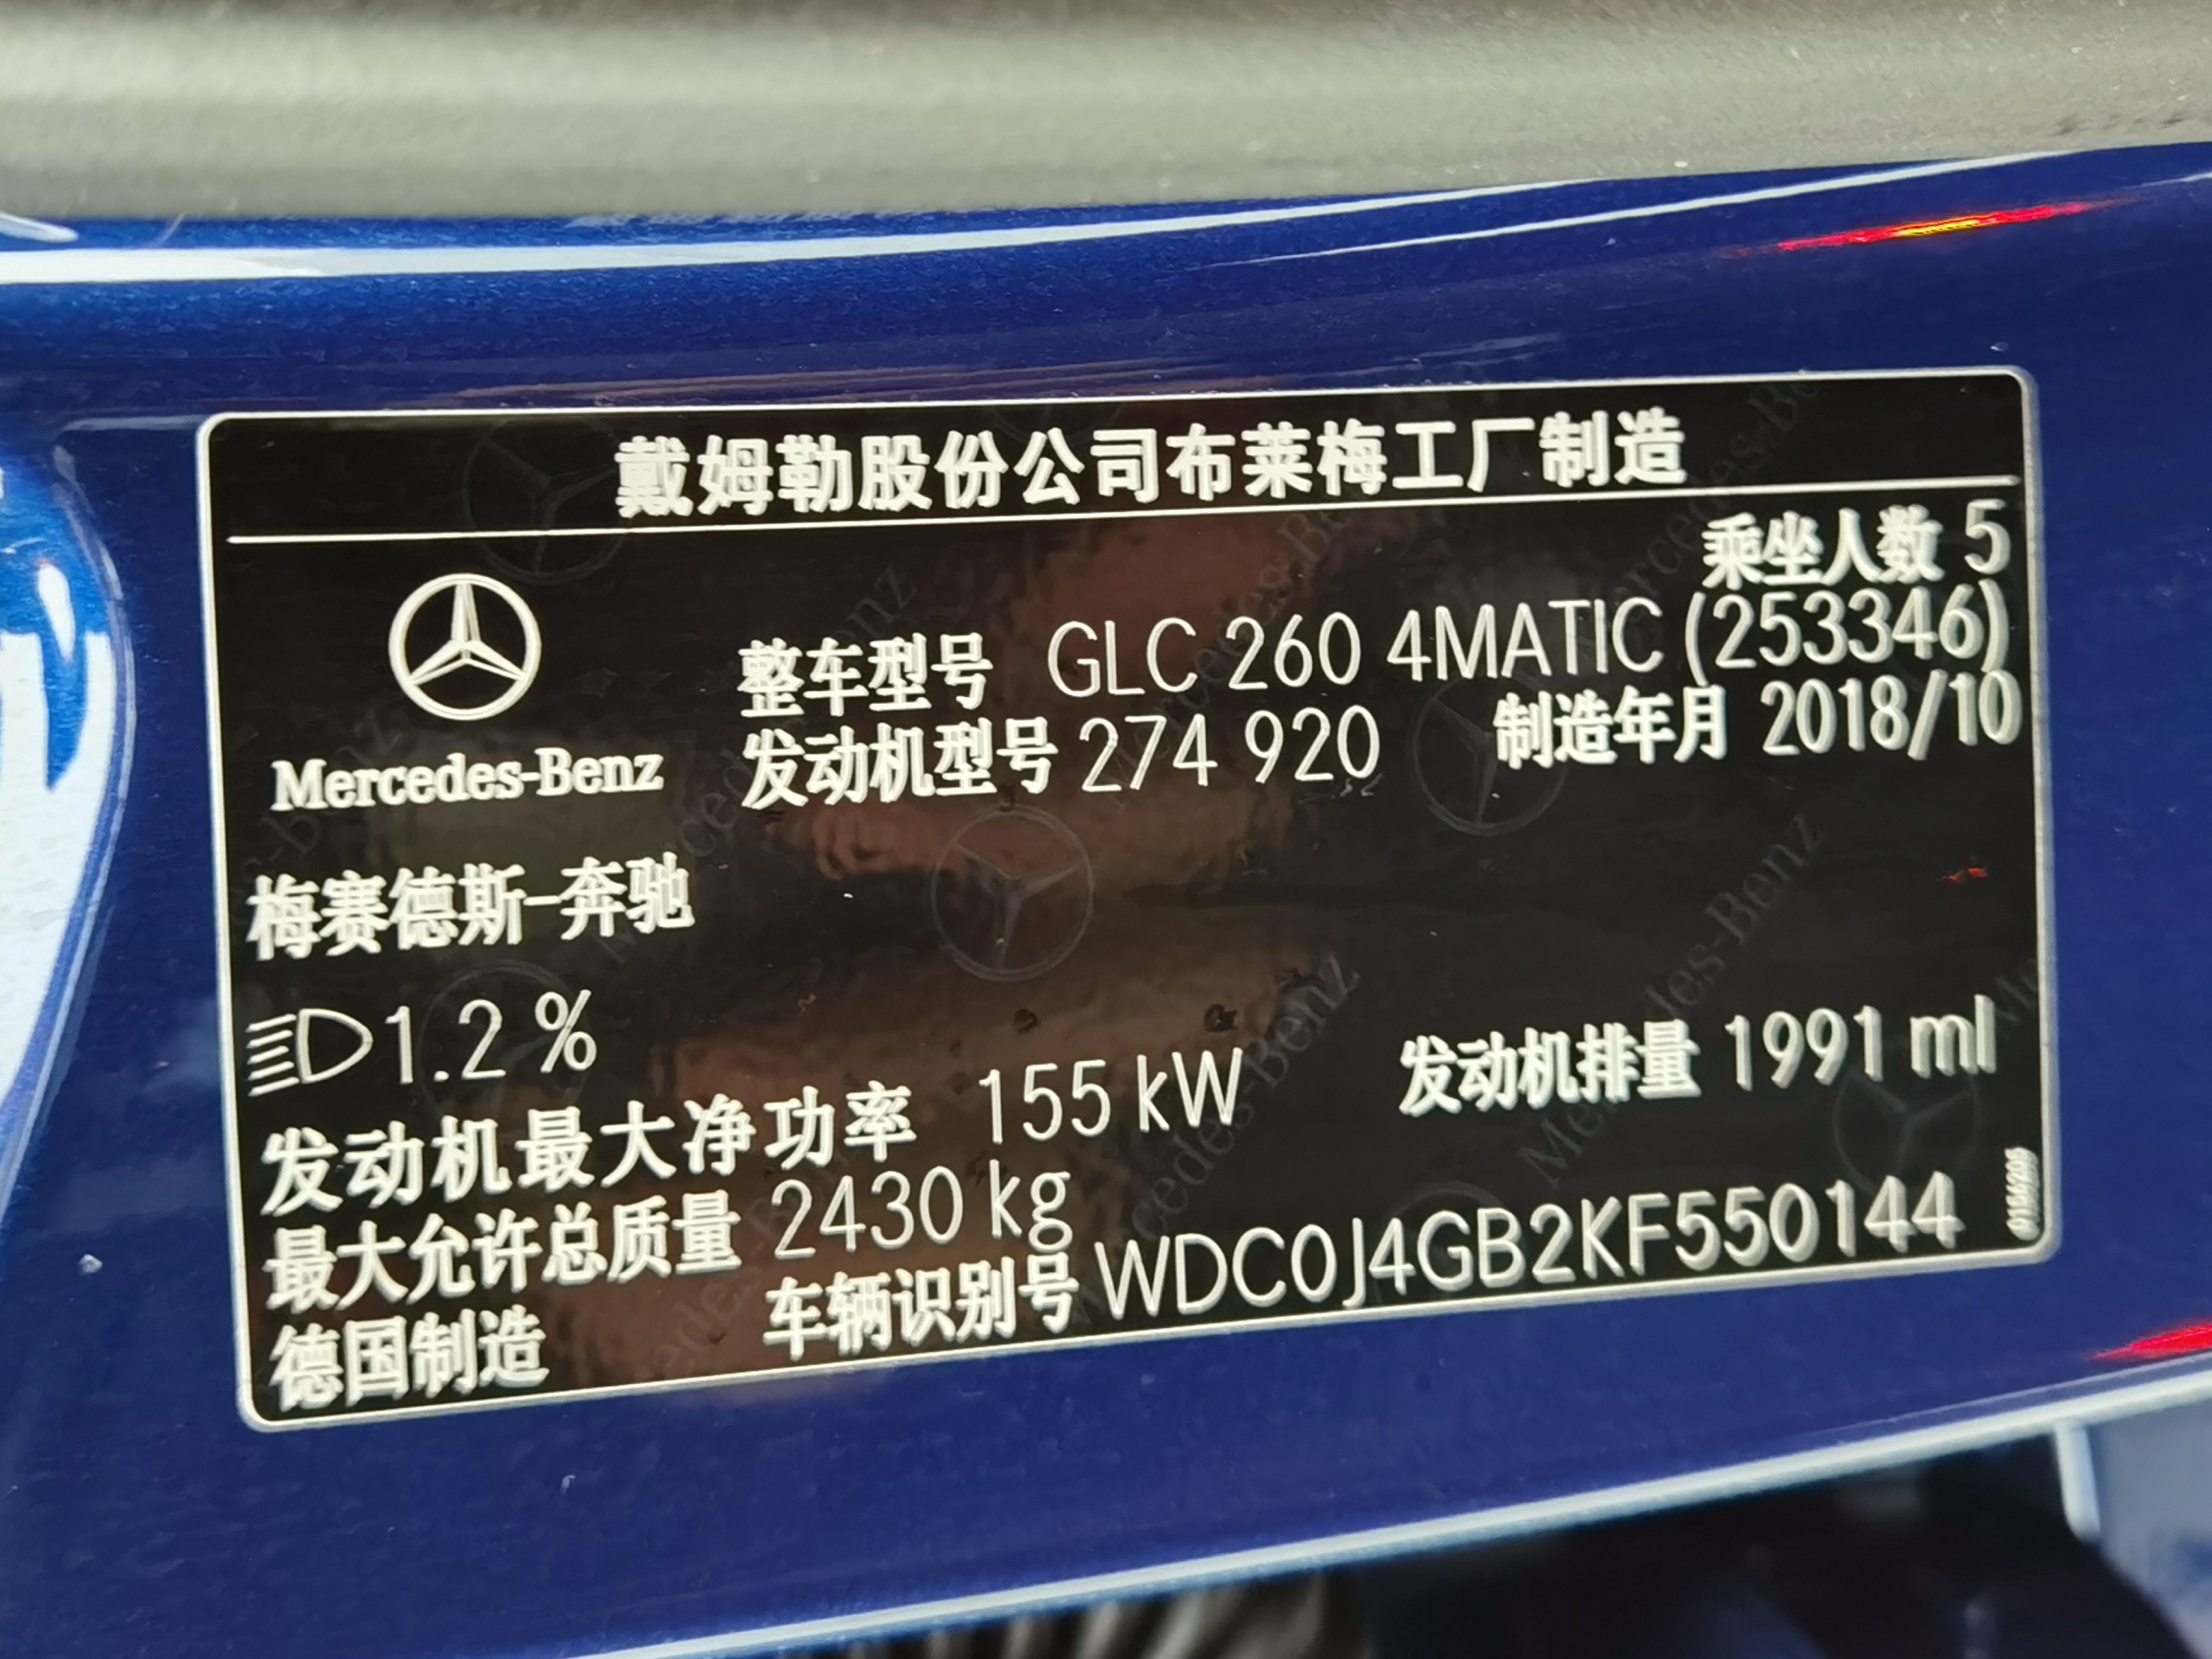 戴姆勒股份公司布莱梅工厂制造
乘坐人数 5
整车型号 GLC 260 4MATIC (253346)
发动机型号 274 920 制造年月 2018/10
Mercedes-Benz
梅赛德斯-奔驰
1.2 %
发动机最大净功率 155 kW 发动机排量 1991 ml
最大允许总质量 2430 kg
德国制造 车辆识别号 WDC0J4GB2KF550144